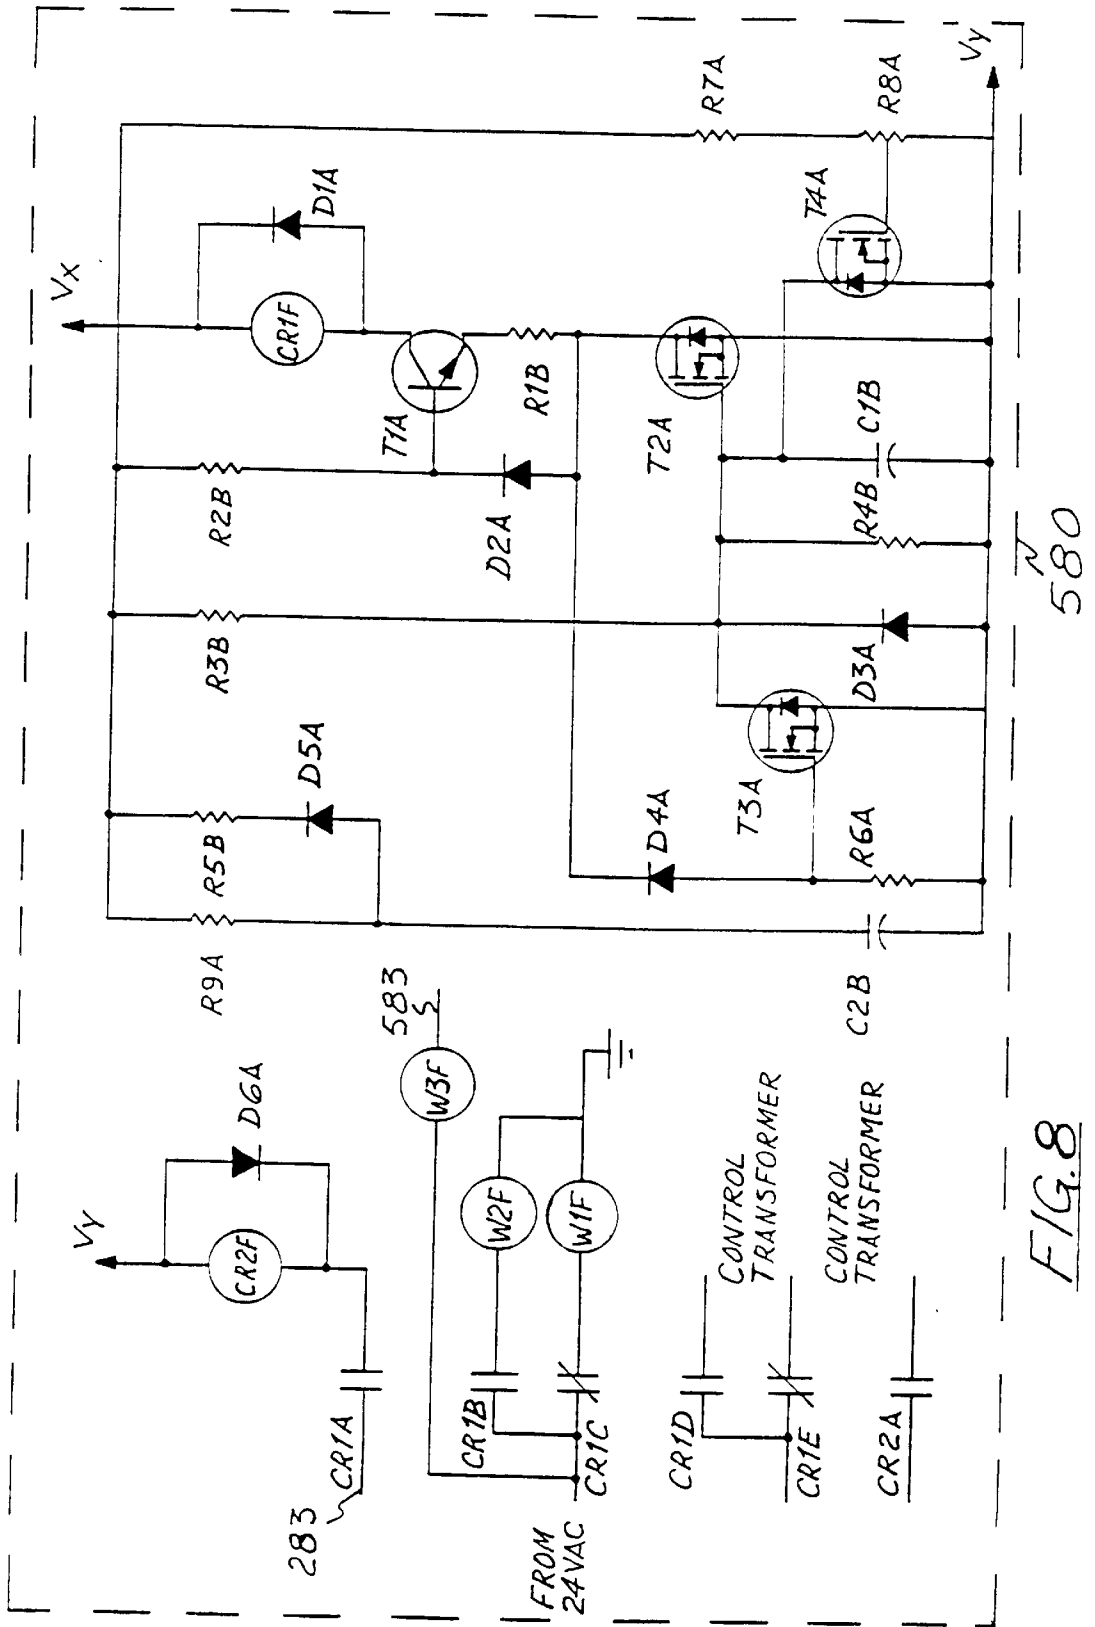 Vx
Vy
R7A
R8A
D1A
CR1F
T4A
T1A
R1B
R2B
D2A
T2A
C1B
R4B
R3B
D3A
D5A
R5B
D4A
T3A
R6A
R9A
C2B
580
583
D6A
Vy
CR2F
W3F
W2F
W1F
CR1A
283
CR1B
CR1C
FROM
24VAC
CONTROL
TRANSFORMER
CR1D
CR1E
CONTROL
TRANSFORMER
CR2A
FIG.8